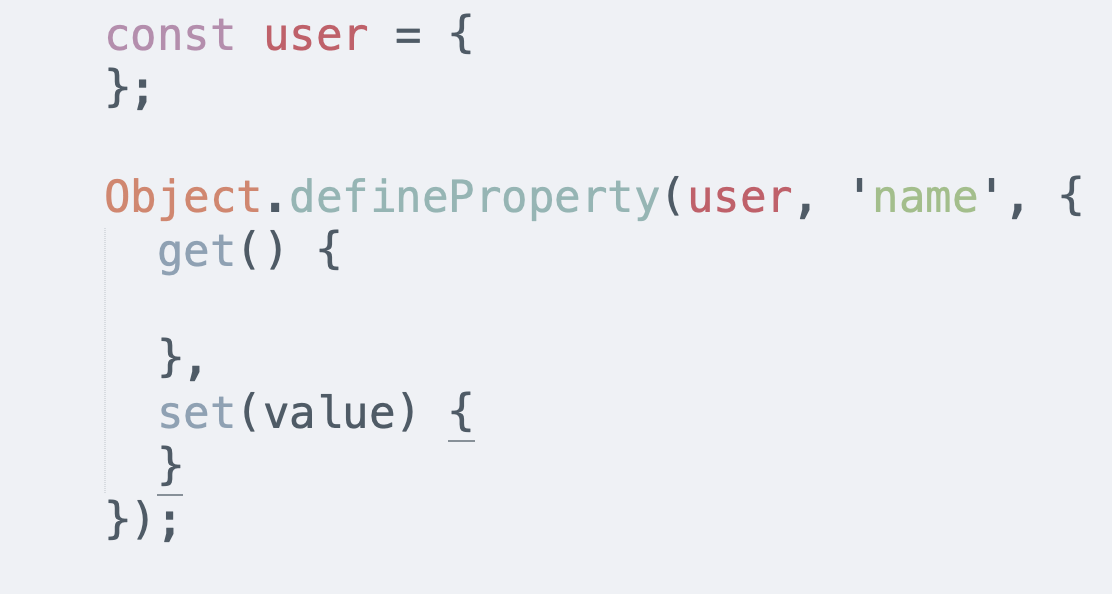 const user = {
};
Object.defineProperty(user, 'name', {
  get() {
  },
  set(value) {
  }
});